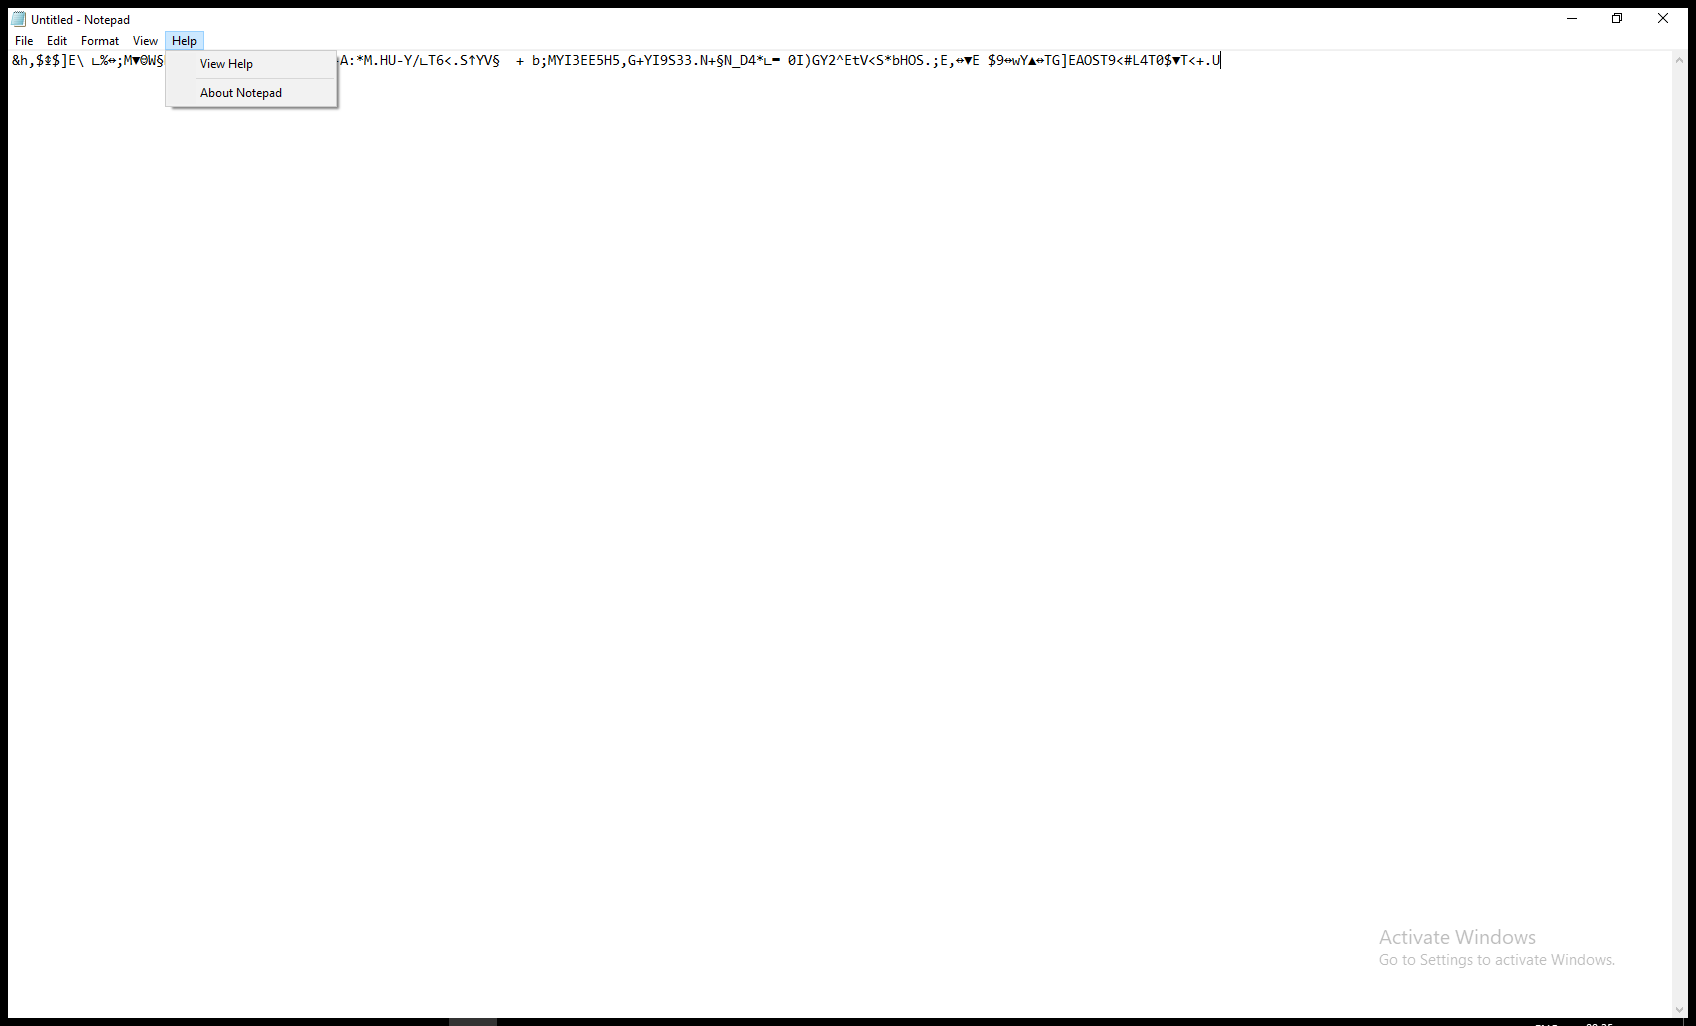 Untitled - Notepad
File Edit Format View Help
&h,$‡$]E\ ∟%↔;M▼ΘW§
A:*M.HU-Y/∟T6<.S↑YV§  + b;MYI3EE5H5,G+YI9S33.N+§N_D4*∟▬ 0I)GY2^EtV<S*bHOS.;E,↔▼E $9↔wY▲↔TG]EAOST9<#L4T0$▼T<+.U
View Help
About Notepad
Activate Windows
Go to Settings to activate Windows.